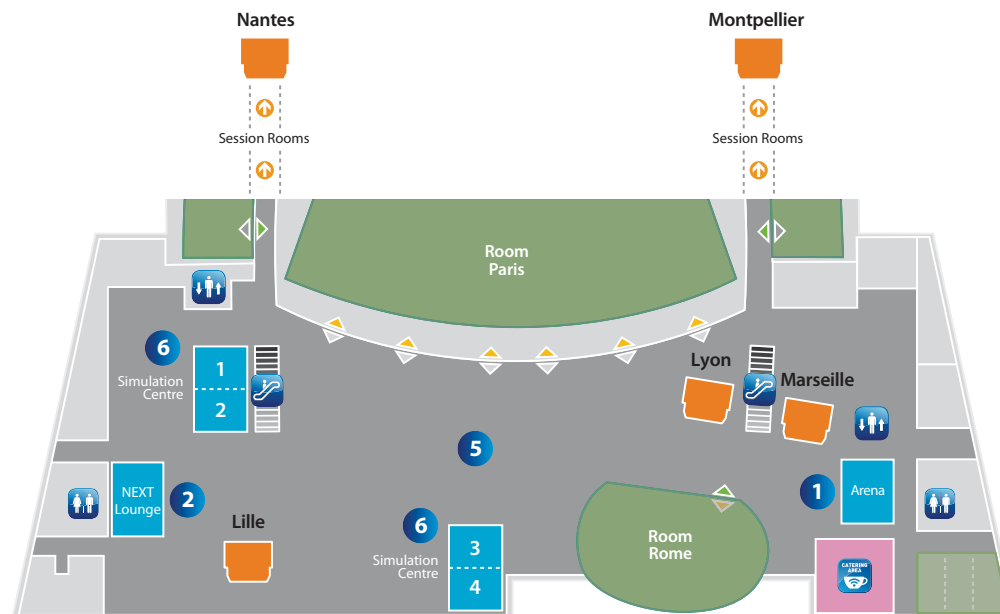 Nantes
Montpellier
Session Rooms
Session Rooms
Room
Paris
6
Simulation
Centre
1
2
Lyon
Marseille
5
NEXT
Lounge
2
Lille
6
Simulation
Centre
3
4
Room
Rome
1
Arena
CATERING
AREA